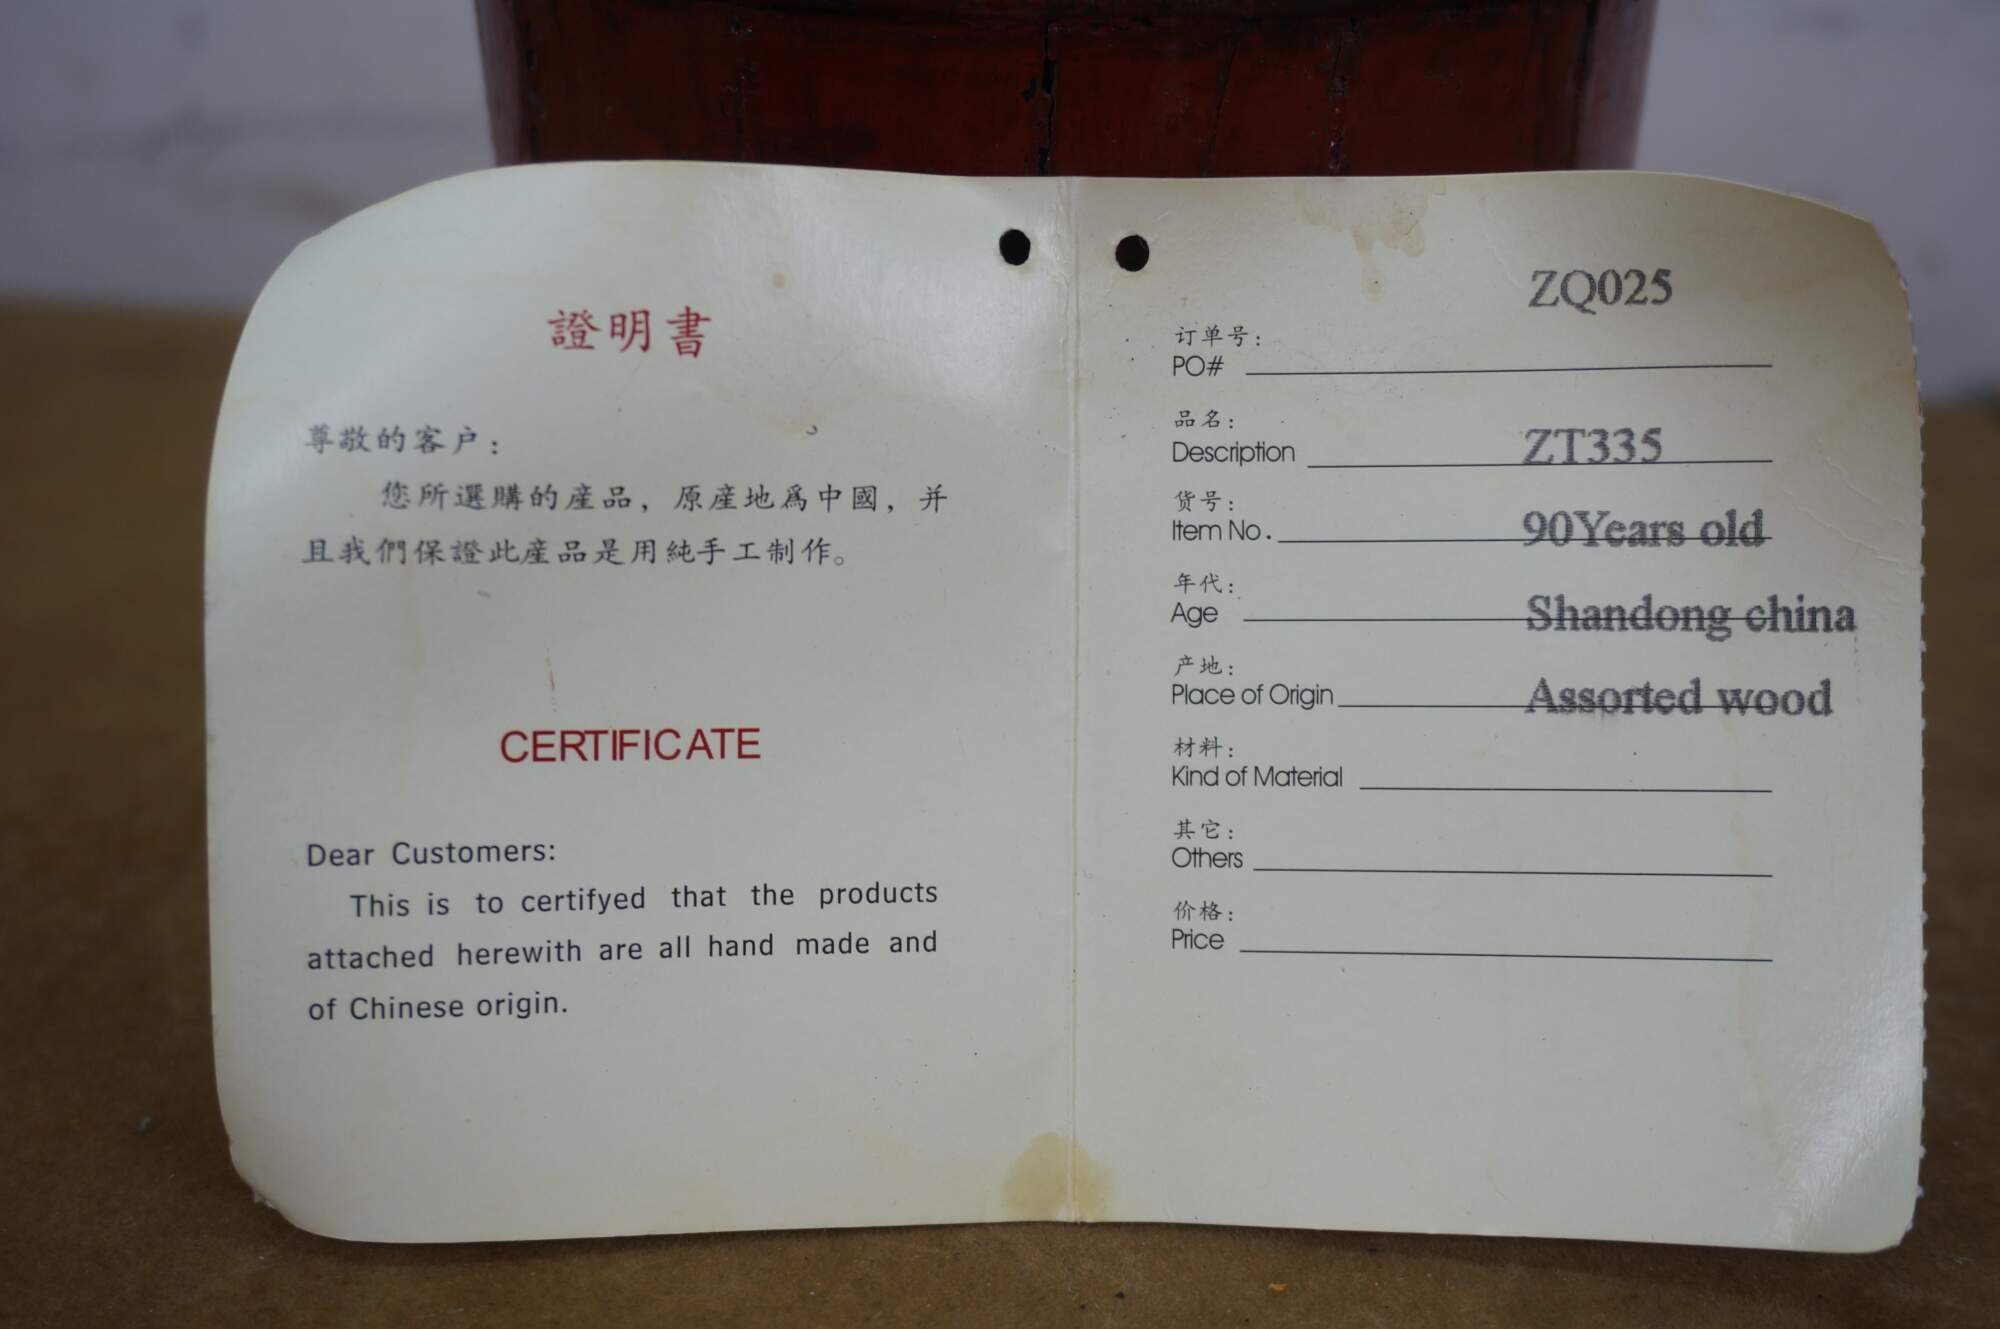 證明書
尊敬的客户：
您所選購的産品，原産地爲中國，并
且我們保證此産品是用純手工制作。
CERTIFICATE
Dear Customers:
This is to certifyed that the products
attached herewith are all hand made and
of Chinese origin.
ZQ025
订单号：
PO#
品名：
Description ZT335
货号：
Item No. 90Years old
年代：
Age Shandong china
产地：
Place of Origin Assorted wood
材料：
Kind of Material
其它：
Others
价格：
Price